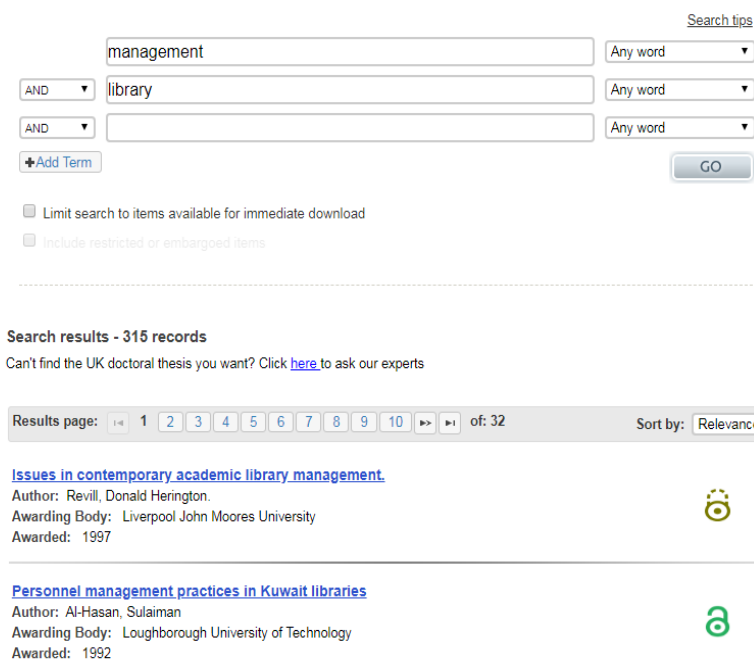 Search tips
management Any word
AND library Any word
AND Any word
+Add Term GO
Limit search to items available for immediate download
Include restricted or embargoed items
Search results - 315 records
Can't find the UK doctoral thesis you want? Click here to ask our experts
Results page: 1 2 3 4 5 6 7 8 9 10 of: 32 Sort by: Relevance
Issues in contemporary academic library management.
Author: Revill, Donald Herington.
Awarding Body: Liverpool John Moores University
Awarded: 1997
Personnel management practices in Kuwait libraries
Author: Al-Hasan, Sulaiman
Awarding Body: Loughborough University of Technology
Awarded: 1992